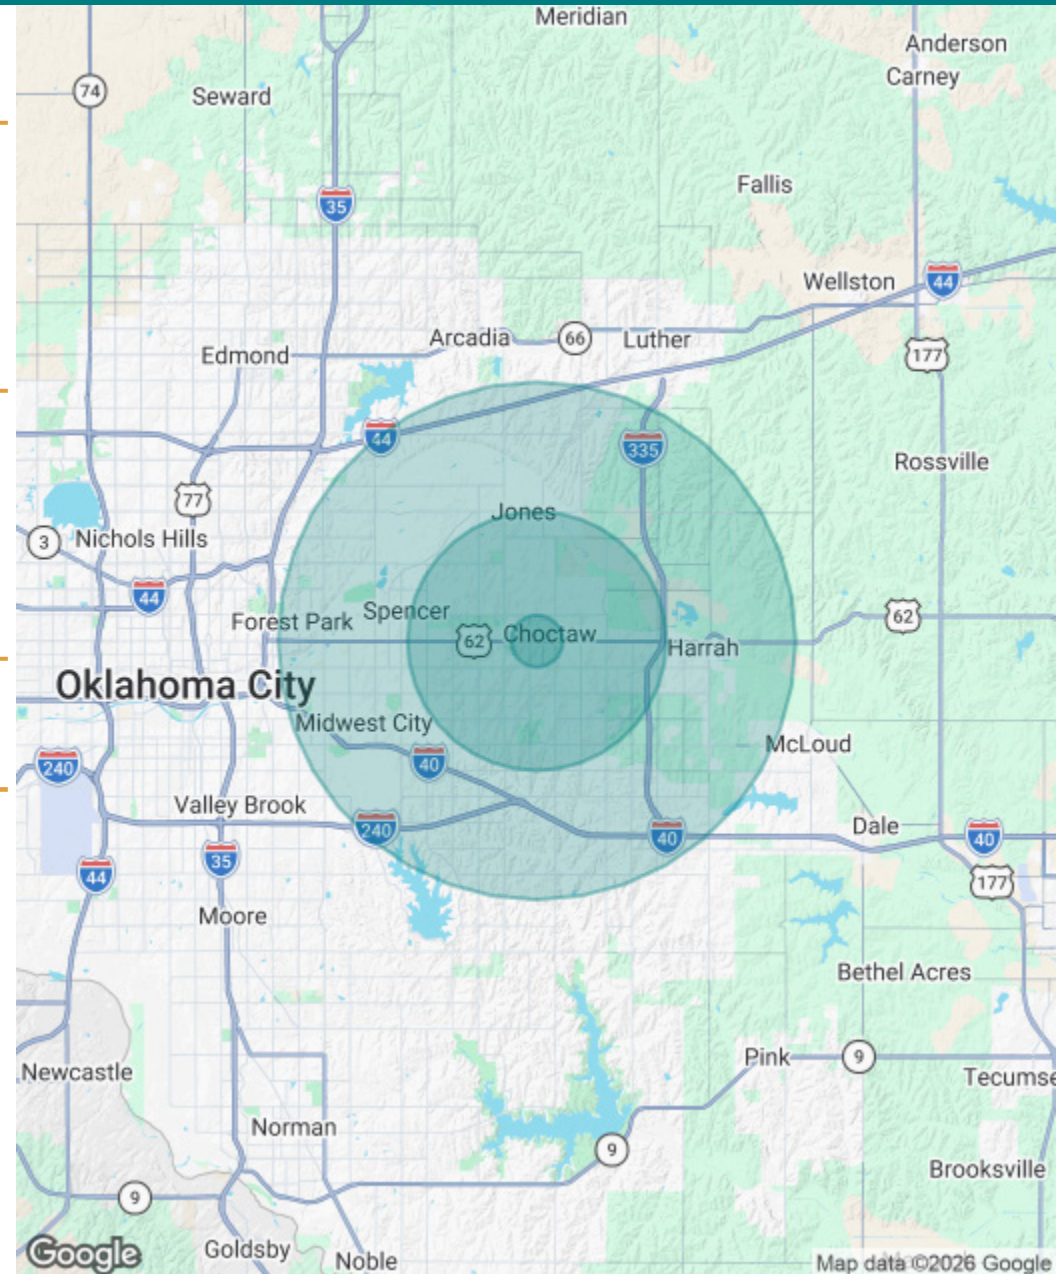 Meridian
Anderson
Carney
74
Seward
Fallis
35
Wellston
44
Arcadia
66
Luther
Edmond
177
44
335
Rossville
77
Jones
3
Nichols Hills
44
Spencer
Forest Park
62
62
Choctaw
Harrah
Oklahoma City
Midwest City
McLoud
240
40
Valley Brook
240
40
Dale
40
35
44
177
Moore
Bethel Acres
Pink
9
Newcastle
Tecumse
Norman
9
Brooksville
9
Goldsby
Noble
Google
Map data ©2026 Google